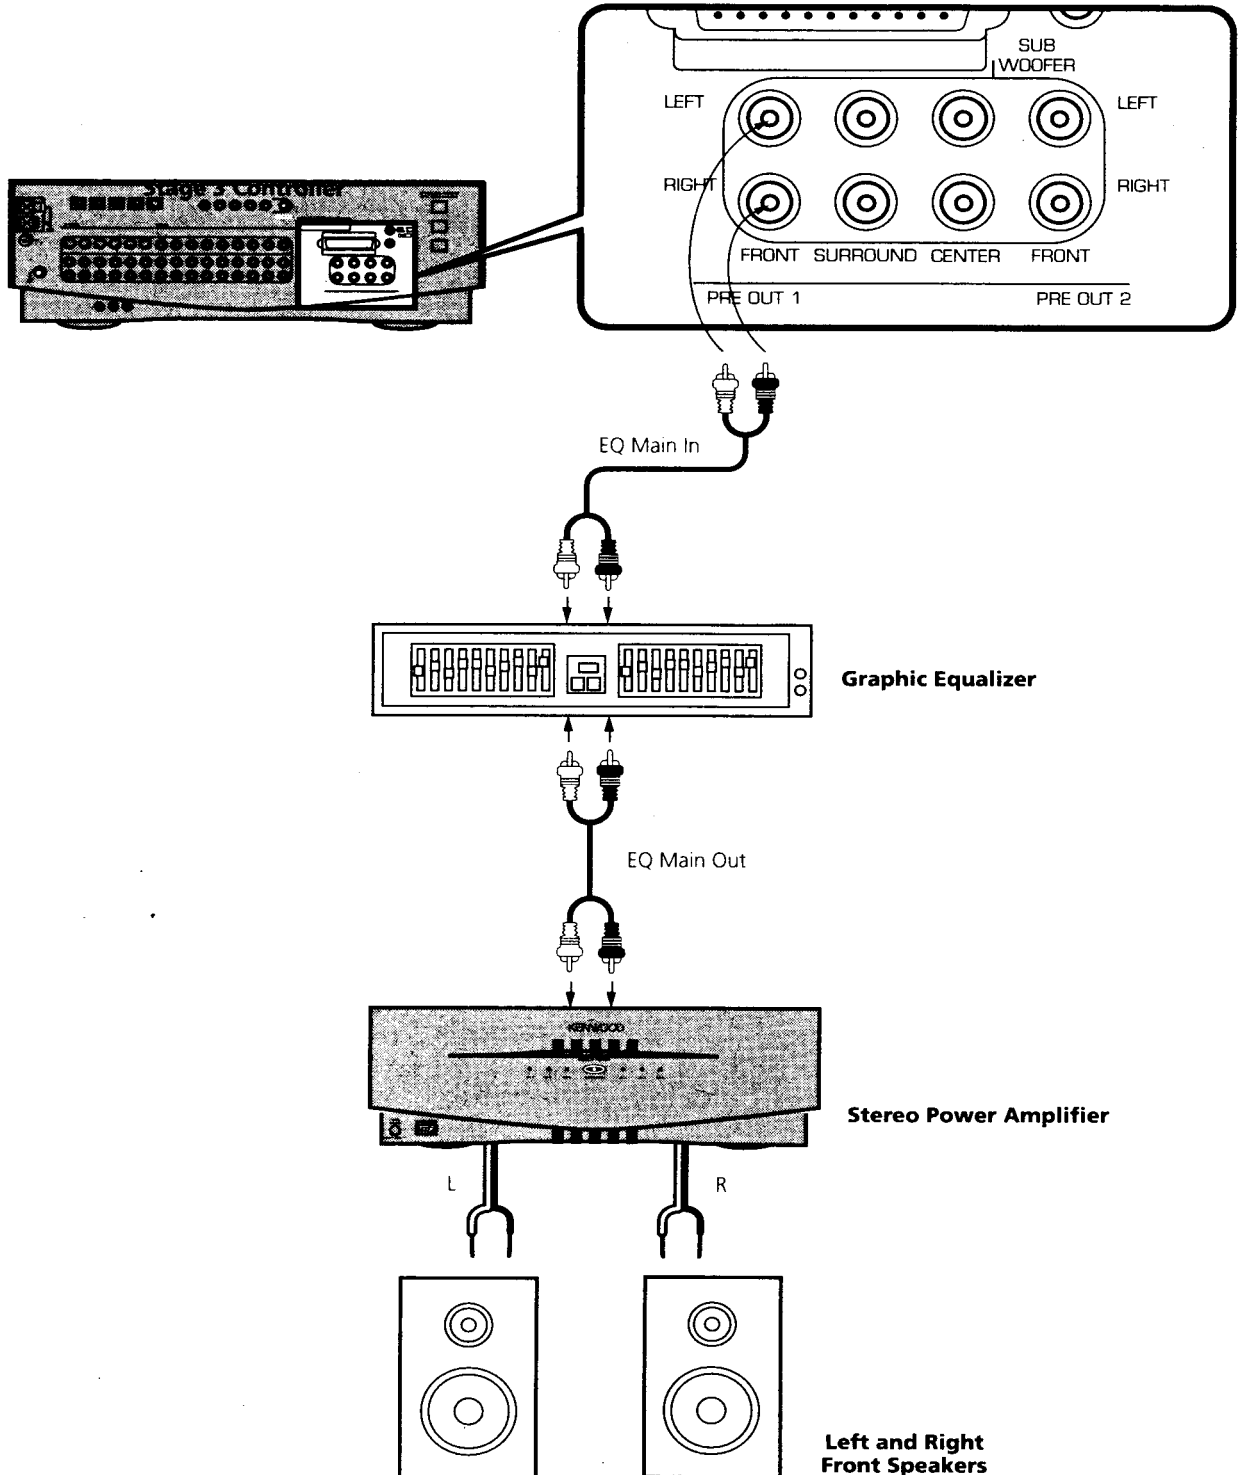 SUB
WOOFER
LEFT
LEFT
Stage 3 Controller
RIGHT
RIGHT
FRONT SURROUND CENTER FRONT
PRE OUT 1
PRE OUT 2
EQ Main In
Graphic Equalizer
EQ Main Out
KENWOOD
Stereo Power Amplifier
L
R
Left and Right
Front Speakers